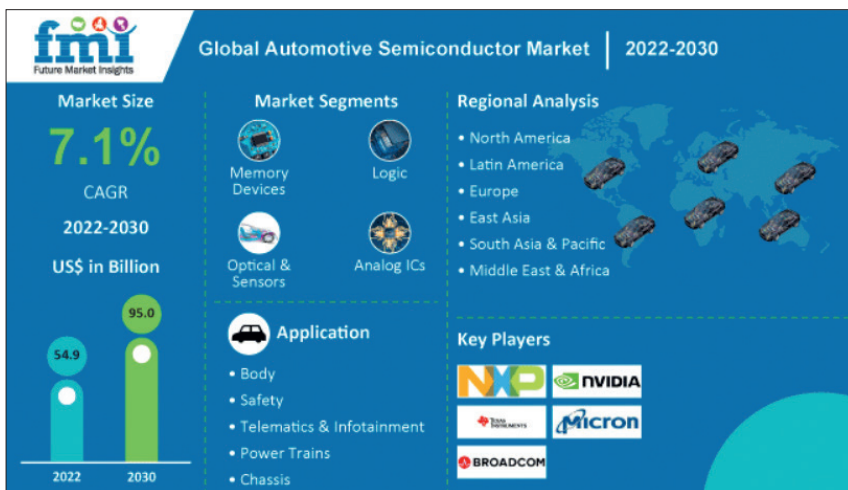 fmi
Future Market Insights
Global Automotive Semiconductor Market
2022-2030
Market Size
7.1%
CAGR
2022-2030
US$ in Billion
54.9
95.0
2022
2030
Market Segments
Memory
Devices
Logic
Optical &
Sensors
Analog ICs
Application
• Body
• Safety
• Telematics & Infotainment
• Power Trains
• Chassis
Regional Analysis
• North America
• Latin America
• Europe
• East Asia
• South Asia & Pacific
• Middle East & Africa
Key Players
NXP
NVIDIA
TEXAS
INSTRUMENTS
Micron
BROADCOM